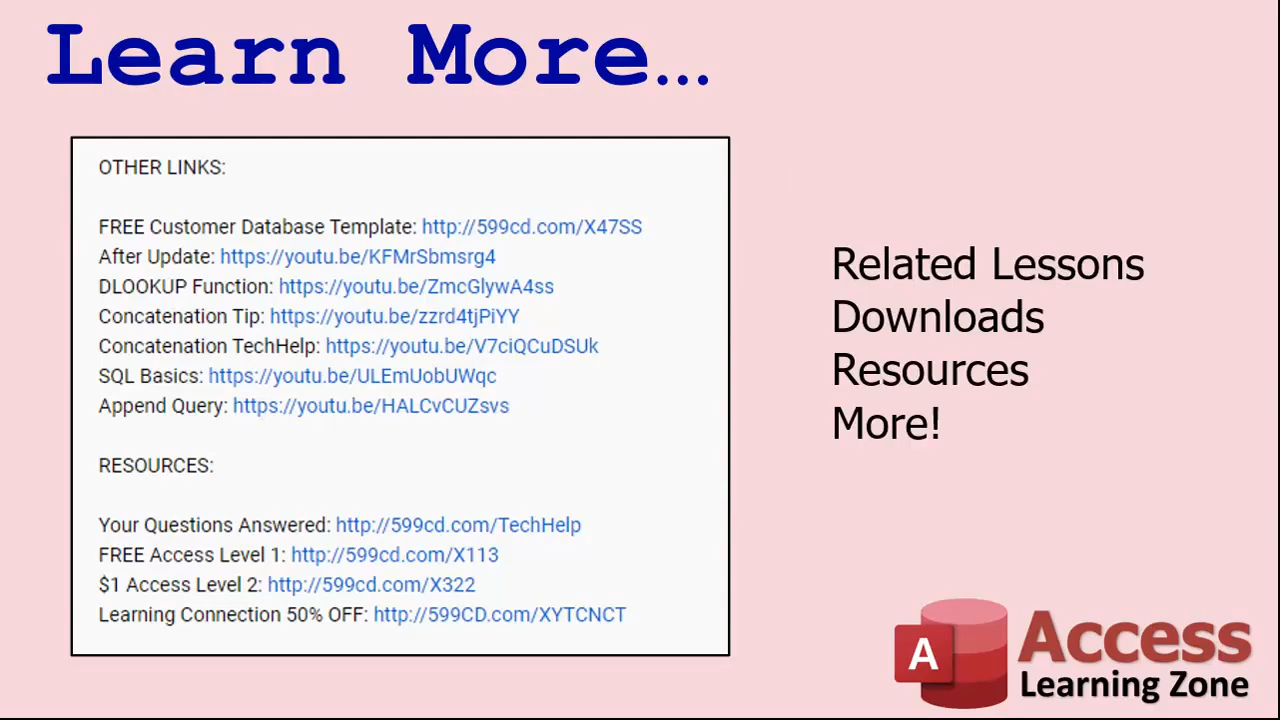 Learn More...
OTHER LINKS:
FREE Customer Database Template: http://599cd.com/X47SS
After Update: https://youtu.be/KFMrSbmsrg4
DLOOKUP Function: https://youtu.be/ZmcGlywA4ss
Concatenation Tip: https://youtu.be/zzrd4tjPiYY
Concatenation TechHelp: https://youtu.be/V7ciQCuDSUk
SQL Basics: https://youtu.be/ULEmUobUWqc
Append Query: https://youtu.be/HALCvCUZsvs
RESOURCES:
Your Questions Answered: http://599cd.com/TechHelp
FREE Access Level 1: http://599cd.com/X113
$1 Access Level 2: http://599cd.com/X322
Learning Connection 50% OFF: http://599CD.com/XYTCNCT
Related Lessons
Downloads
Resources
More!
A
Access
Learning Zone